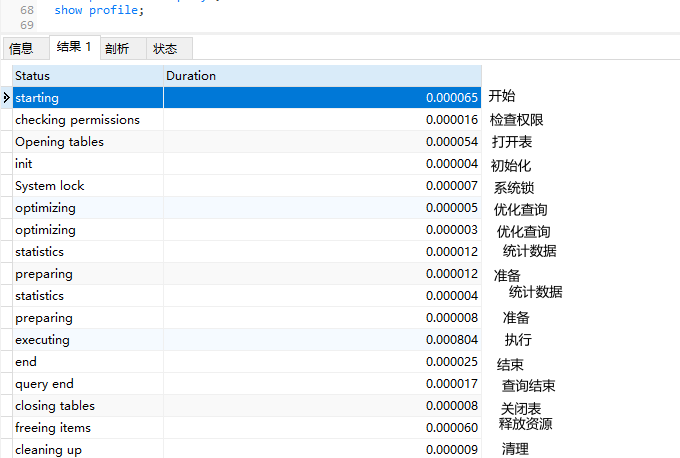 68 show profile;
69
信息 结果 1 剖析 状态
Status Duration
starting 0.000065 开始
checking permissions 0.000016 检查权限
Opening tables 0.000054 打开表
init 0.000004 初始化
System lock 0.000007 系统锁
optimizing 0.000005 优化查询
optimizing 0.000003 优化查询
statistics 0.000012 统计数据
preparing 0.000012 准备
statistics 0.000004 统计数据
preparing 0.000008 准备
executing 0.000804 执行
end 0.000025 结束
query end 0.000017 查询结束
closing tables 0.000008 关闭表
freeing items 0.000060 释放资源
cleaning up 0.000009 清理